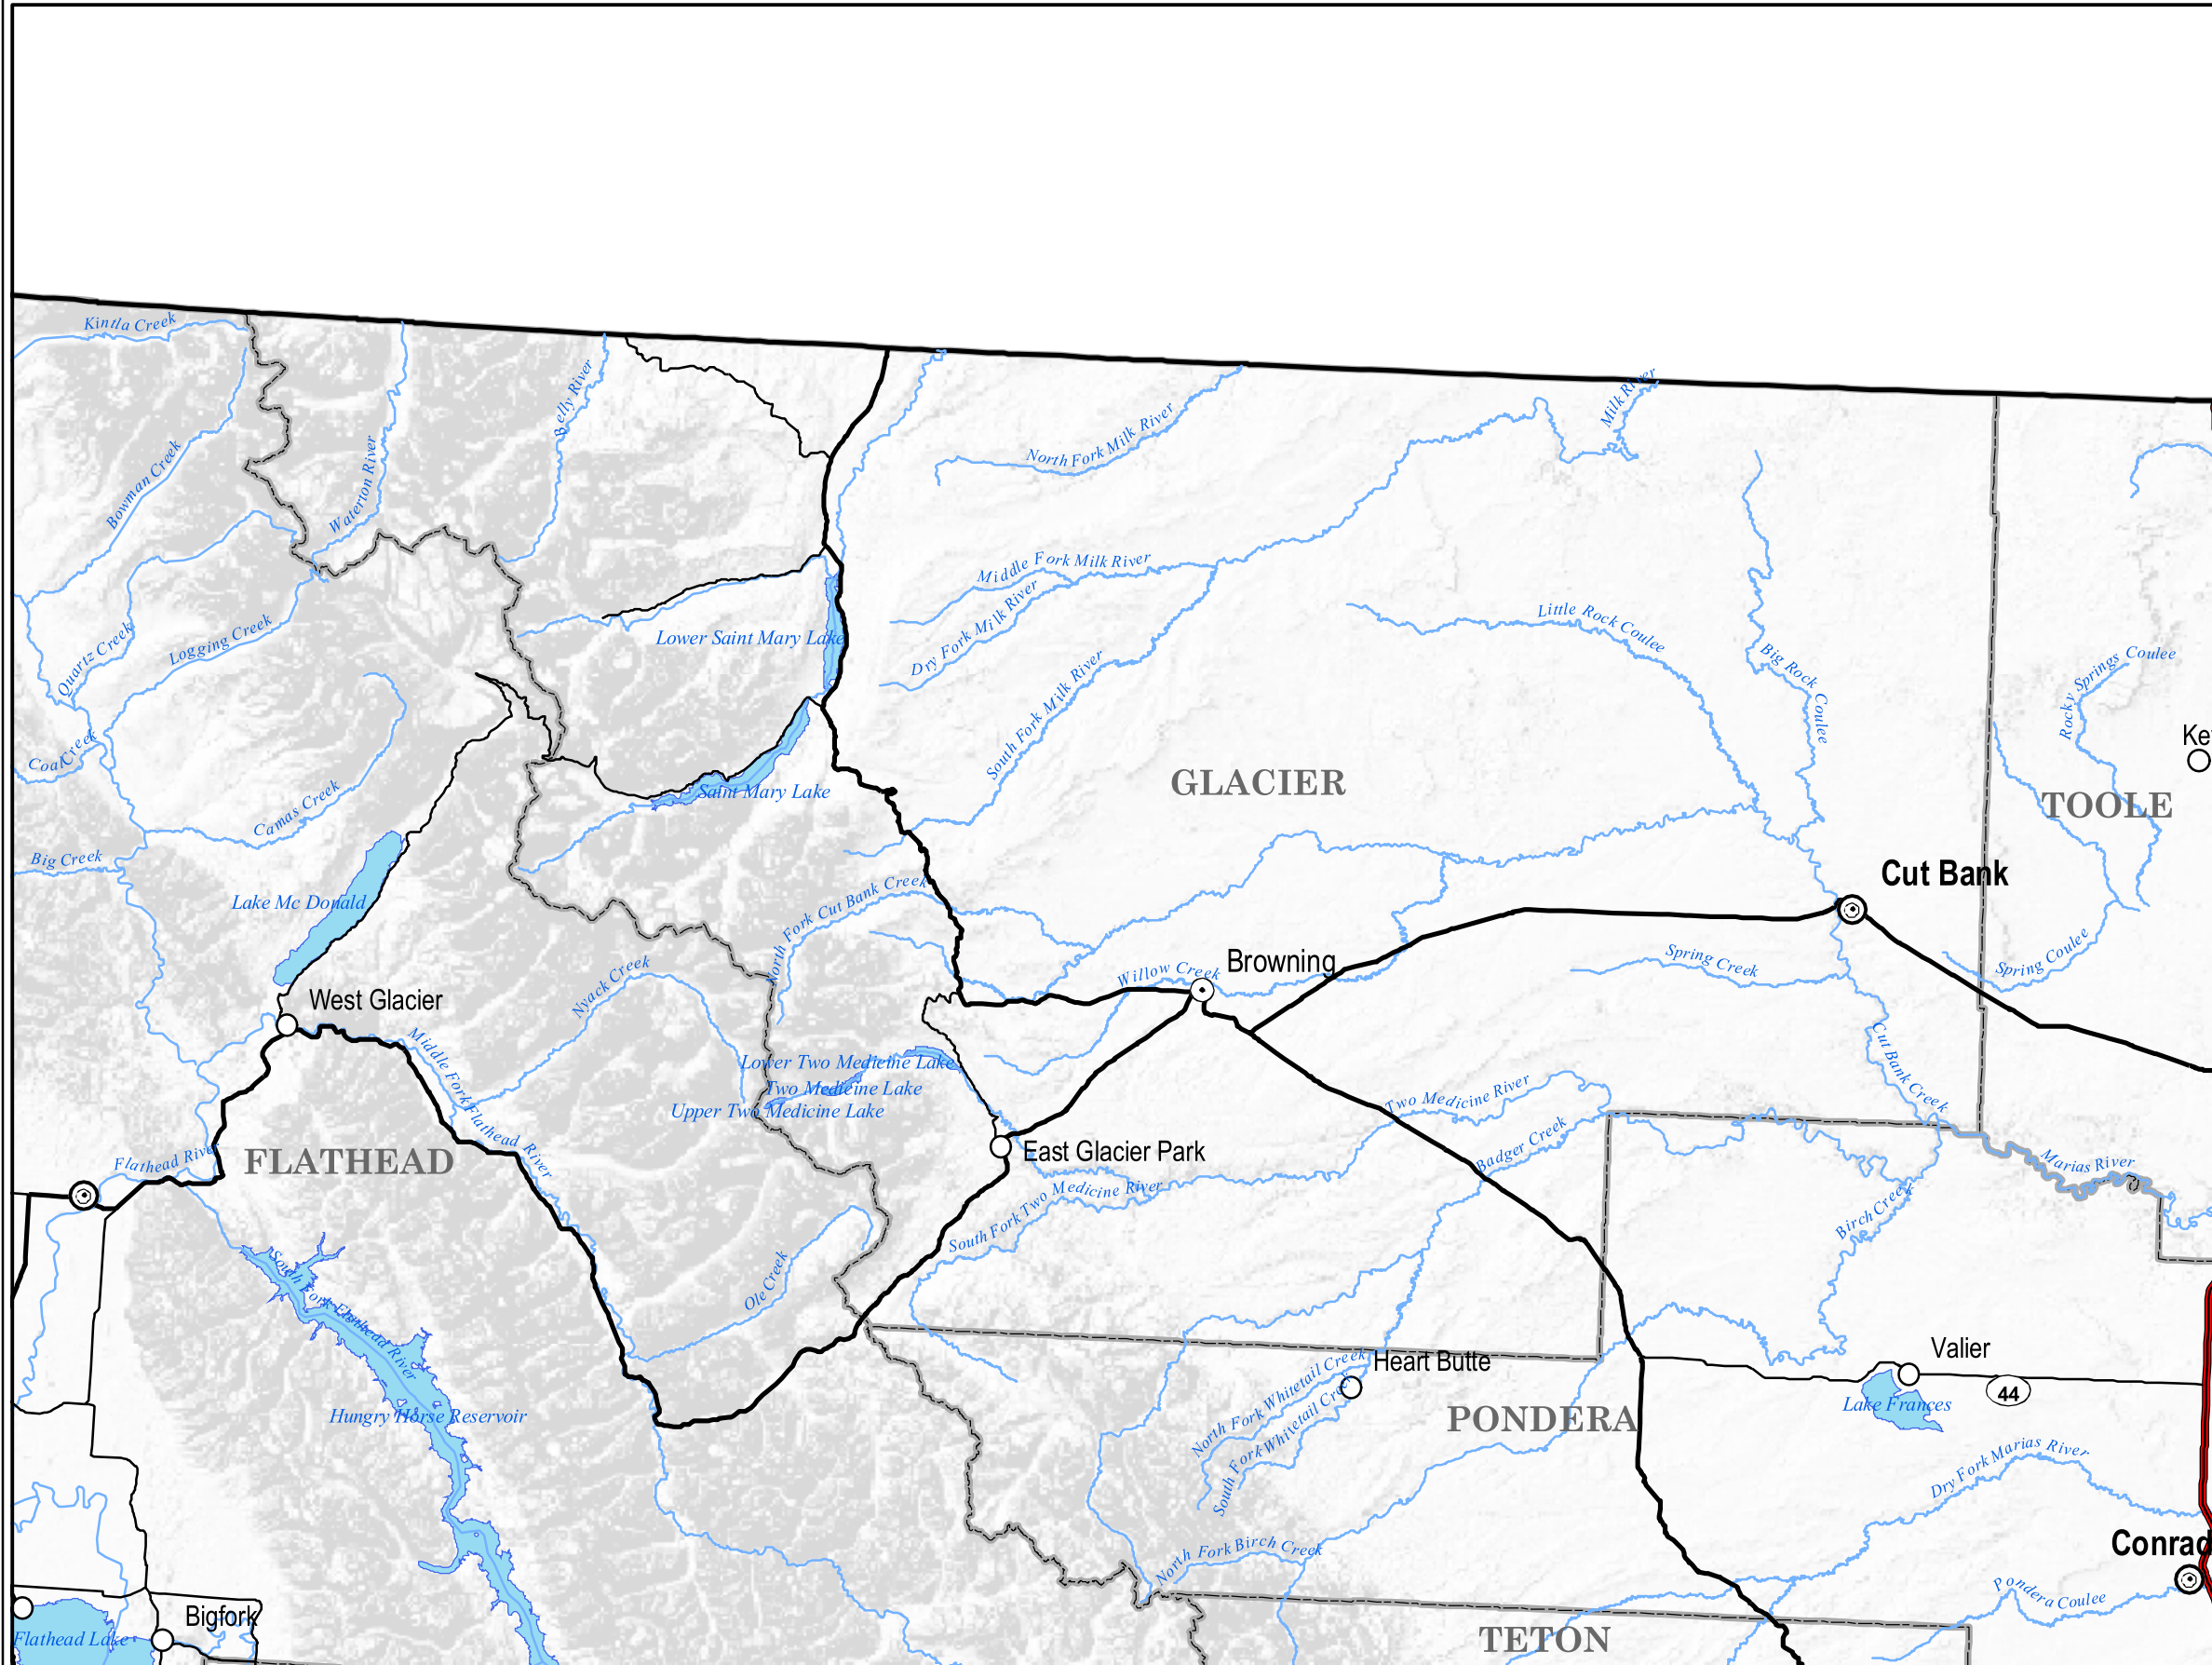 Kintla Creek
Bowman Creek
Waterton River
Belly River
North Fork Milk River
Milk River
Middle Fork Milk River
Dry Fork Milk River
South Fork Milk River
Little Rock Coulee
Big Rock Coulee
Rocky Springs Coulee
Quartz Creek
Logging Creek
Lower Saint Mary Lake
Coal Creek
Camas Creek
Saint Mary Lake
GLACIER
TOOLE
Ke
Big Creek
Lake Mc Donald
North Fork Cut Bank Creek
Cut Bank
West Glacier
Nyack Creek
Willow Creek
Browning
Spring Creek
Spring Coulee
Middle Fork Flathead River
Lower Two Medicine Lake
Two Medicine Lake
Upper Two Medicine Lake
Two Medicine River
Cut Bank Creek
Flathead River
FLATHEAD
East Glacier Park
Badger Creek
Marias River
South Fork Two Medicine River
Birch Creek
South Fork Flathead River
Ole Creek
Hungry Horse Reservoir
North Fork Whitetail Creek
South Fork Whitetail Creek
Heart Butte
Valier
44
Lake Frances
PONDERA
Dry Fork Marias River
North Fork Birch Creek
Conrad
Pondera Coulee
Bigfork
Flathead Lake
TETON